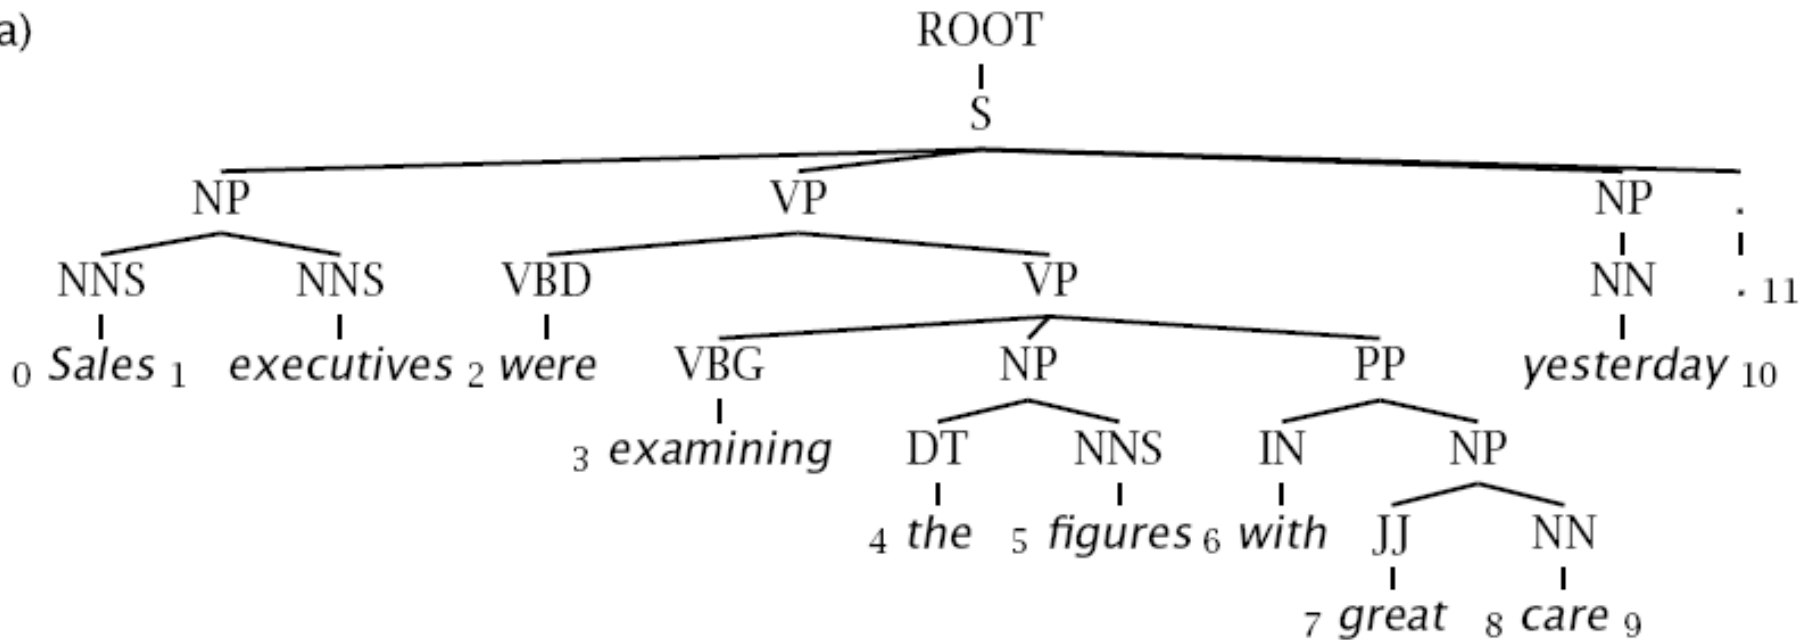 a) ROOT
S
NP VP NP .
NNS NNS VBD VP NN . 11
0 Sales 1 executives 2 were VBG NP PP yesterday 10
3 examining DT NNS IN NP
4 the 5 figures 6 with JJ NN
7 great 8 care 9